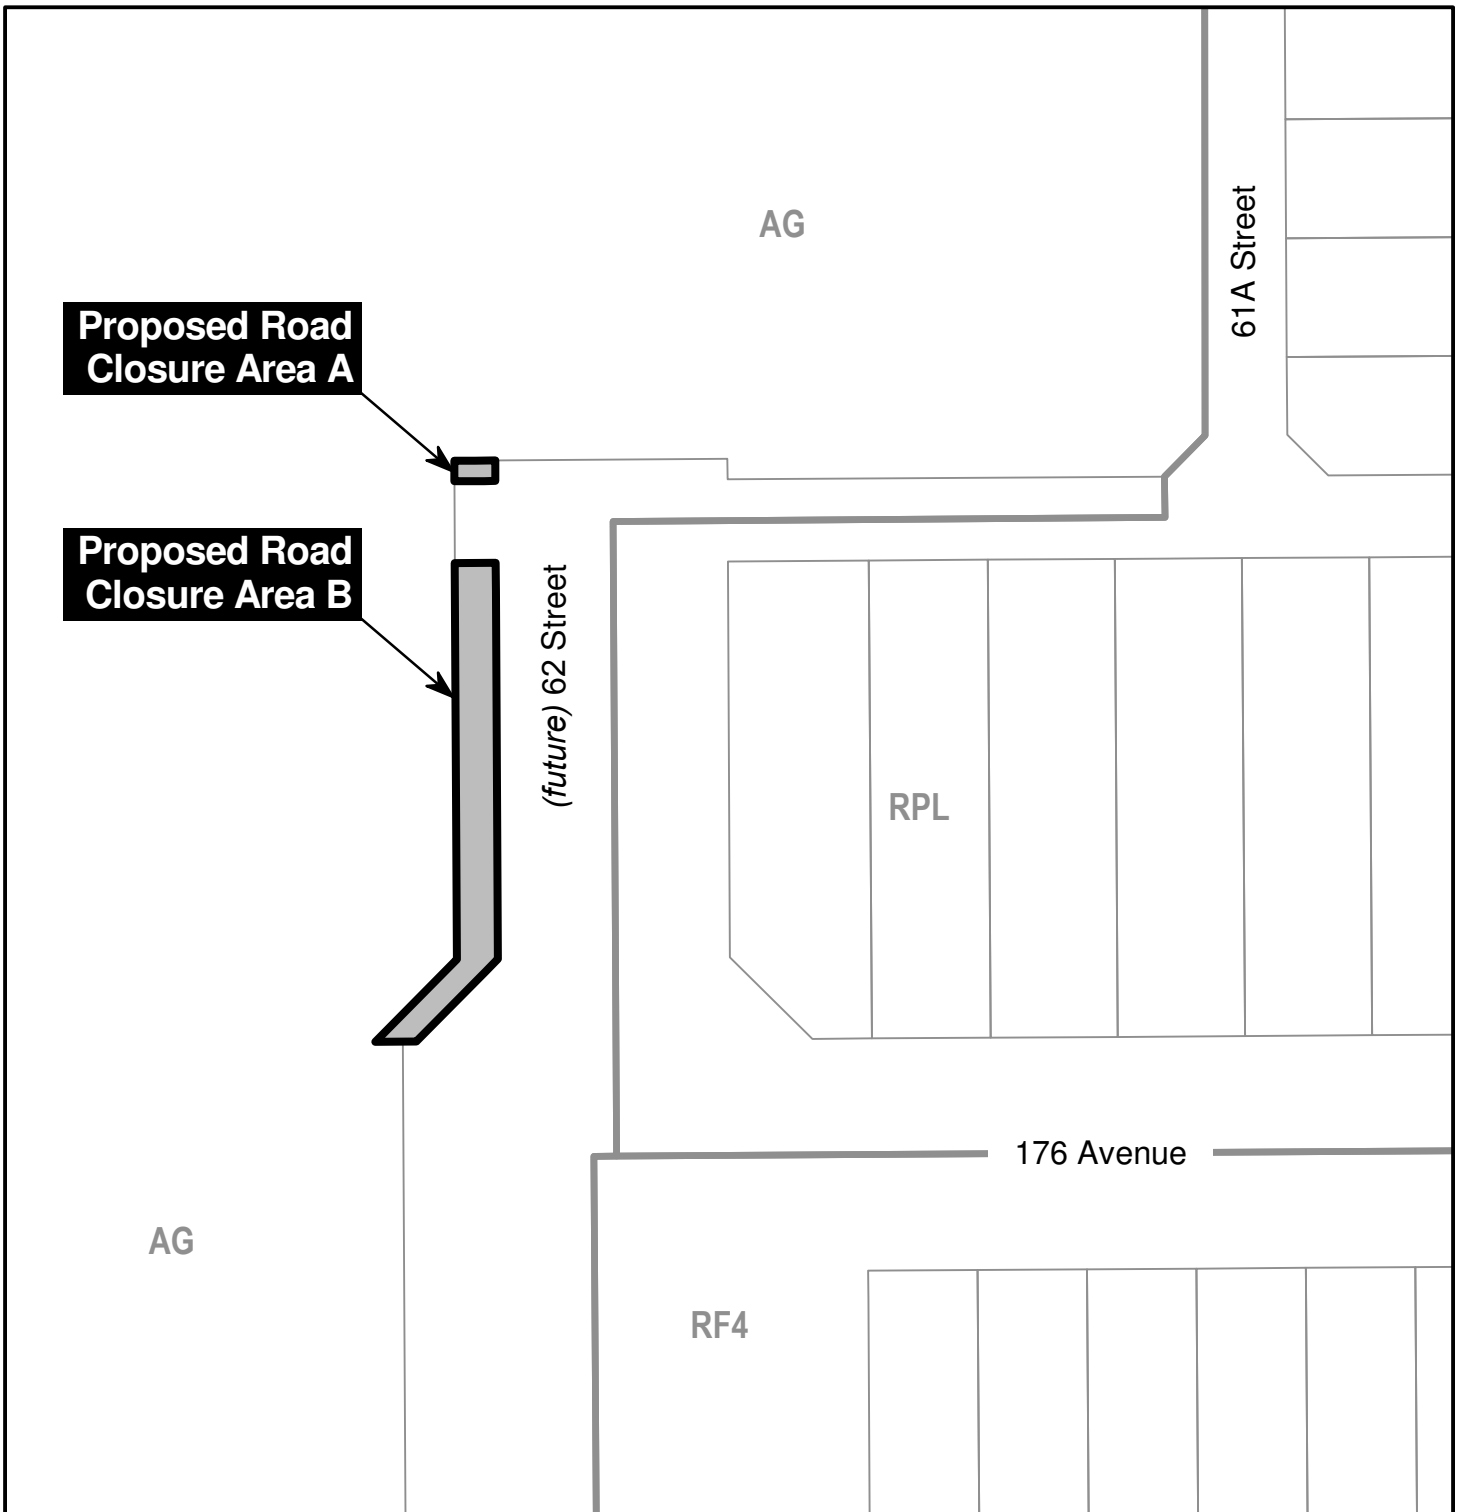 AG
61A Street
Proposed Road
Closure Area A
Proposed Road
Closure Area B
(future) 62 Street
RPL
176 Avenue
AG
RF4